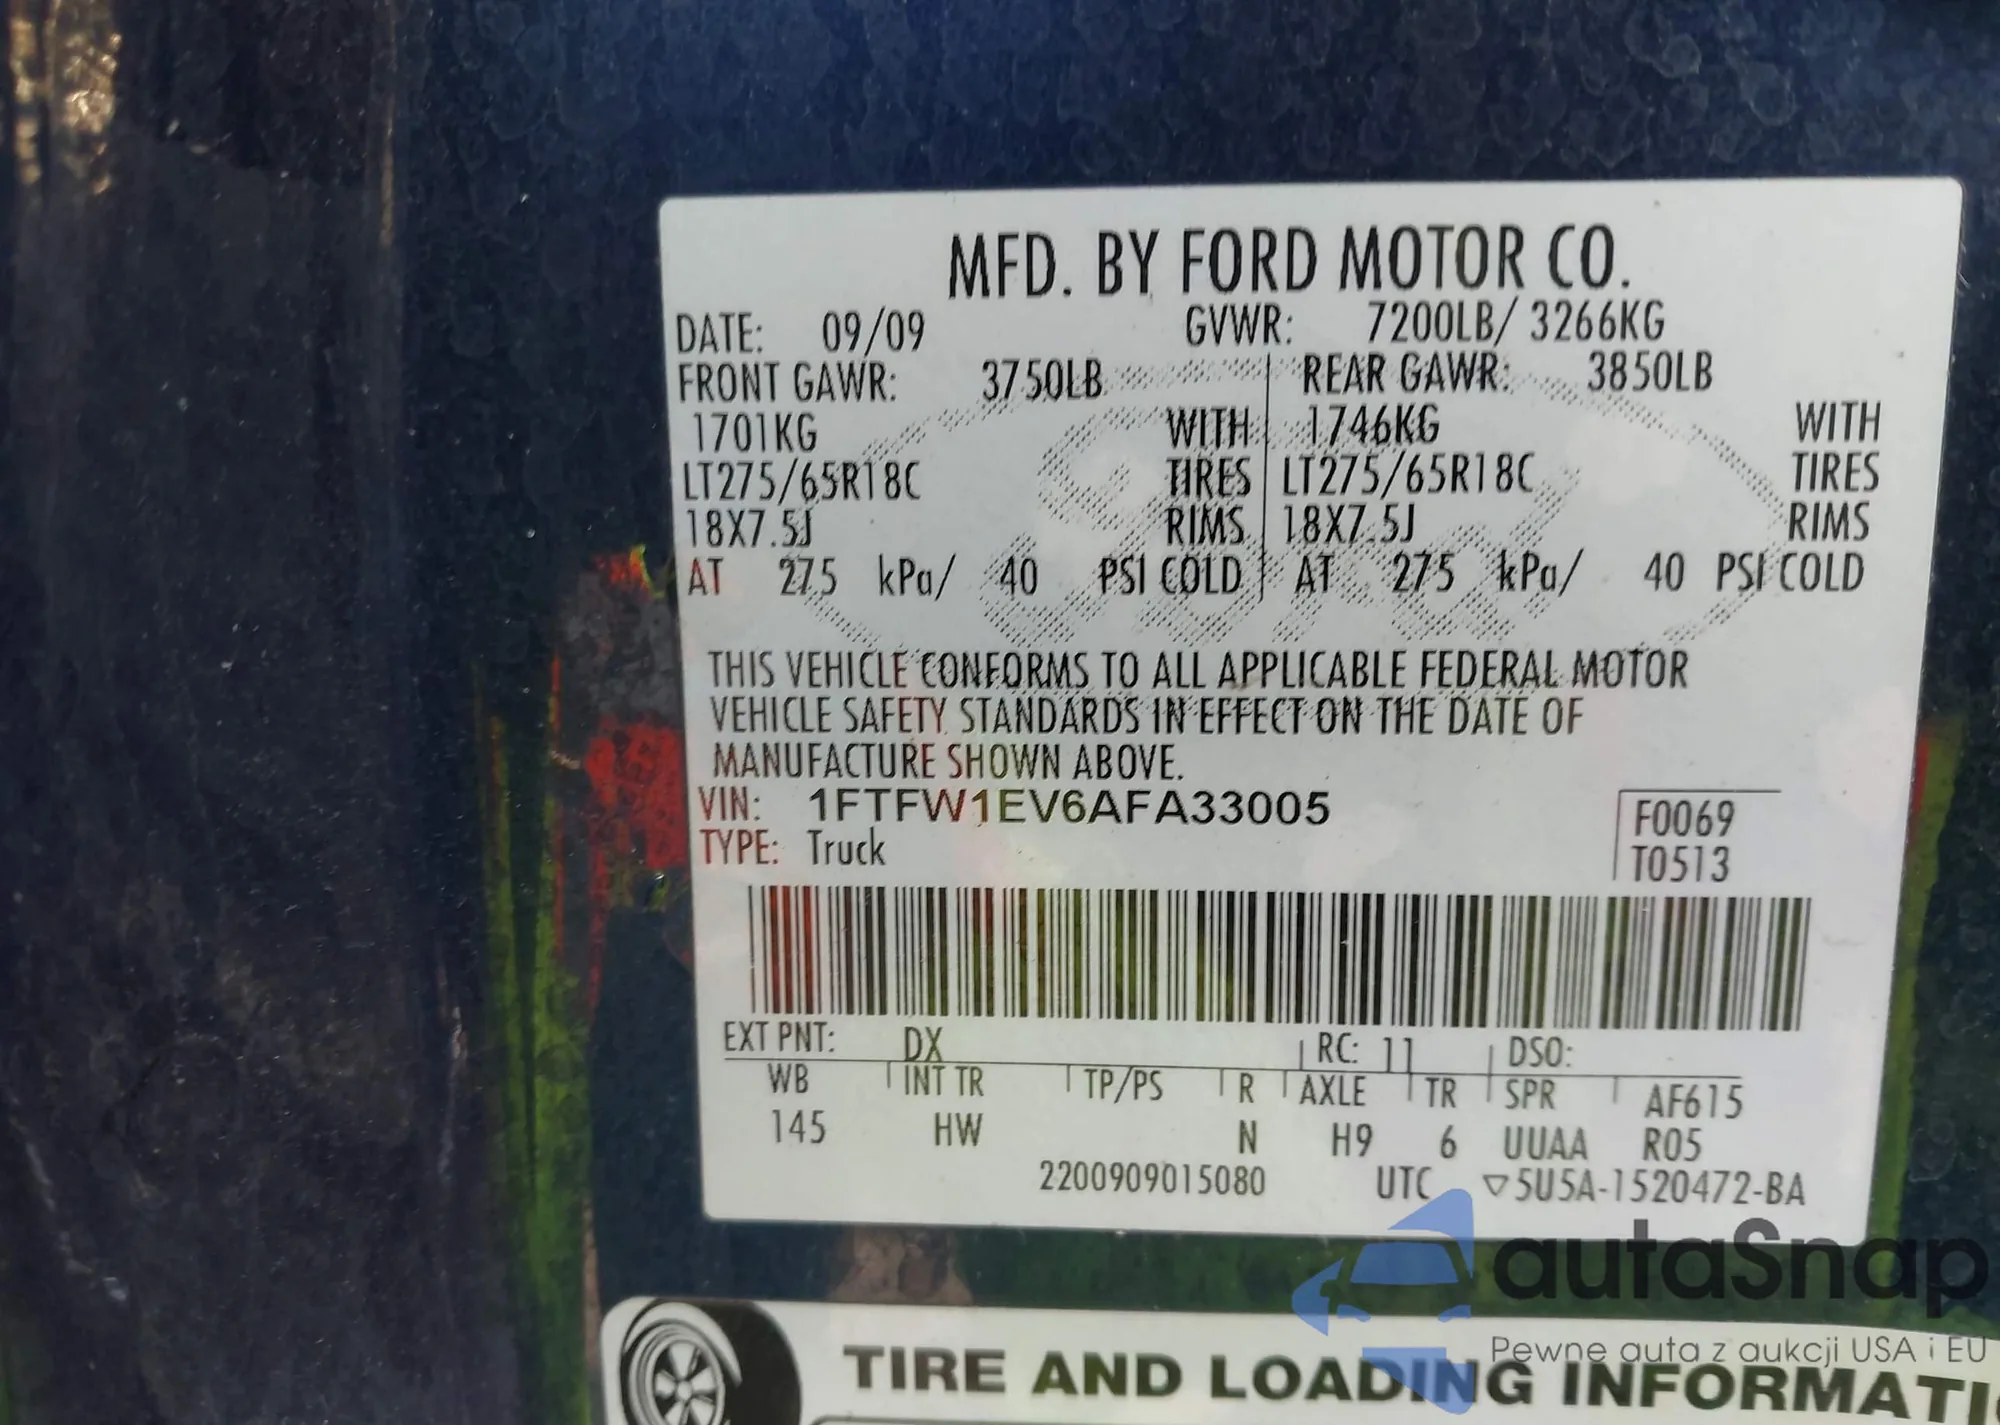 MFD. BY FORD MOTOR CO.
DATE: 09/09 GVWR: 7200LB/ 3266KG
FRONT GAWR: 3750LB REAR GAWR: 3850LB
1701KG WITH 1746KG WITH
LT275/65R18C TIRES LT275/65R18C TIRES
18X7.5J RIMS 18X7.5J RIMS
AT 275 kPa/ 40 PSI COLD AT 275 kPa/ 40 PSI COLD
THIS VEHICLE CONFORMS TO ALL APPLICABLE FEDERAL MOTOR
VEHICLE SAFETY STANDARDS IN EFFECT ON THE DATE OF
MANUFACTURE SHOWN ABOVE.
VIN: 1FTFW1EV6AFA33005 F0069
TYPE: Truck T0513
EXT PNT: DX RC: 11 DSO:
WB INT TR TP/PS R AXLE TR SPR AF615
145 HW N H9 6 UUAA R05
2200909015080 UTC ▽5U5A-1520472-BA
autaSnap
Pewne auta z aukcji USA i EU
TIRE AND LOADING INFORMATI